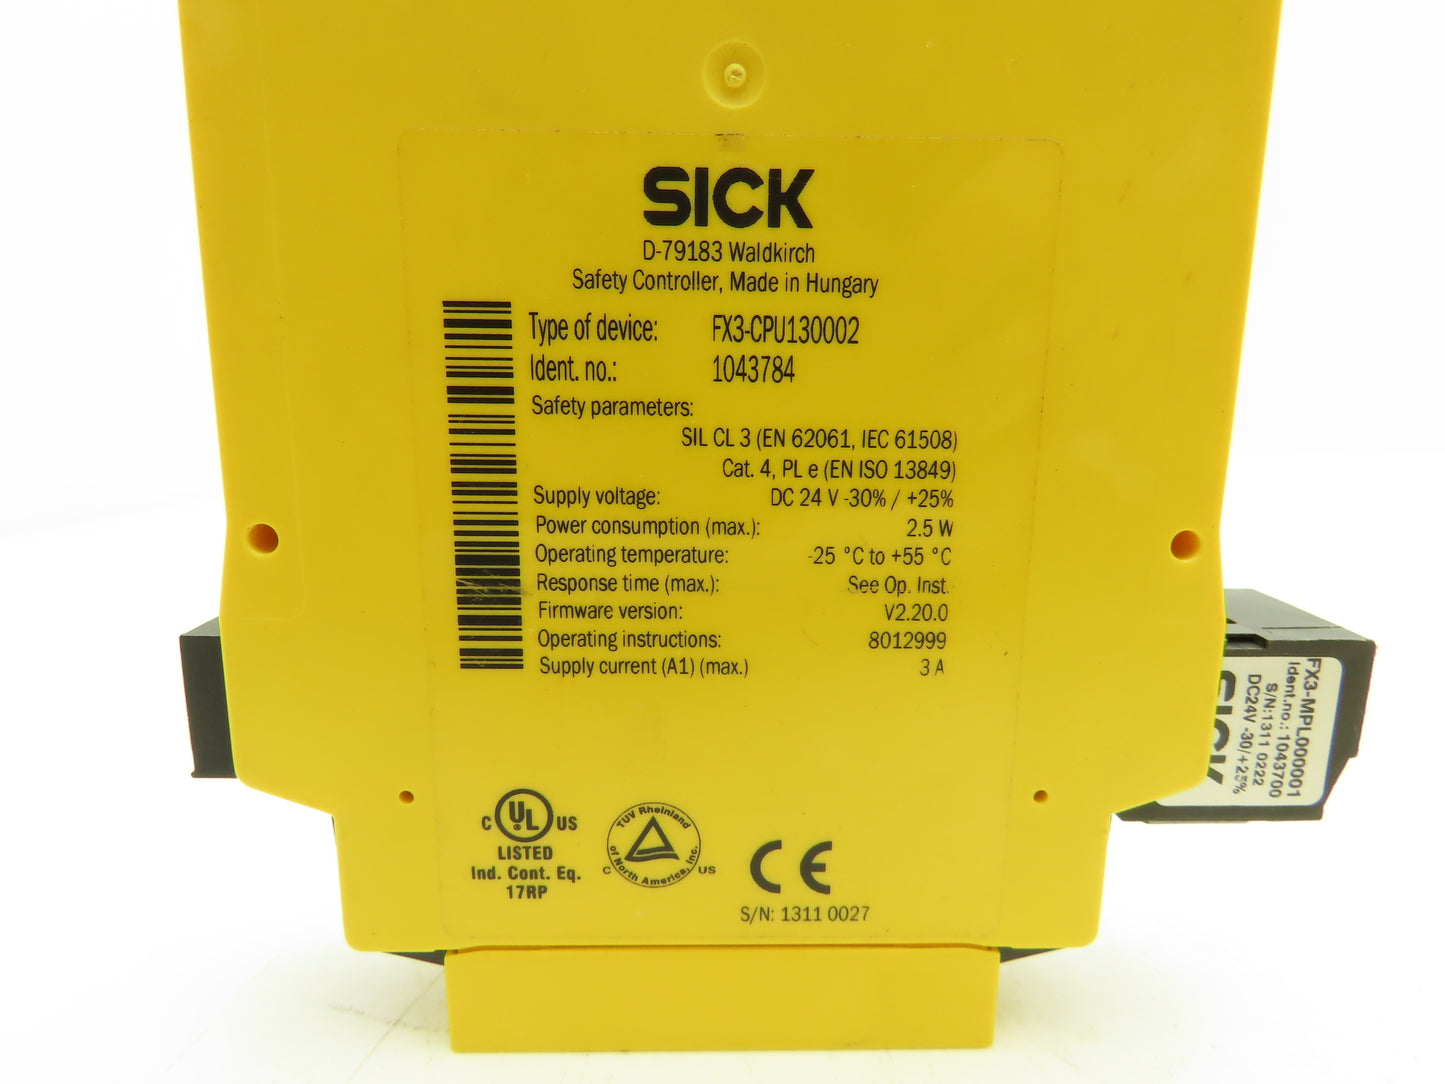 SICK
D-79183 Waldkirch
Safety Controller, Made in Hungary
Type of device: FX3-CPU130002
Ident. no.: 1043784
Safety parameters:
SIL CL 3 (EN 62061, IEC 61508)
Cat. 4, PL e (EN ISO 13849)
Supply voltage: DC 24 V -30% / +25%
Power consumption (max.): 2.5 W
Operating temperature: -25 °C to +55 °C
Response time (max.): See Op. Inst.
Firmware version: V2.20.0
Operating instructions: 8012999
Supply current (A1) (max.) 3 A
C UL US
®
LISTED
Ind. Cont. Eq.
17RP
TUV Rheinland
of North America, Inc.
C US
CE
S/N: 1311 0027
FX3-MPL000001
Ident.no.: 1043700
S/N:1311 0222
DC24V -30/+25%
SICK